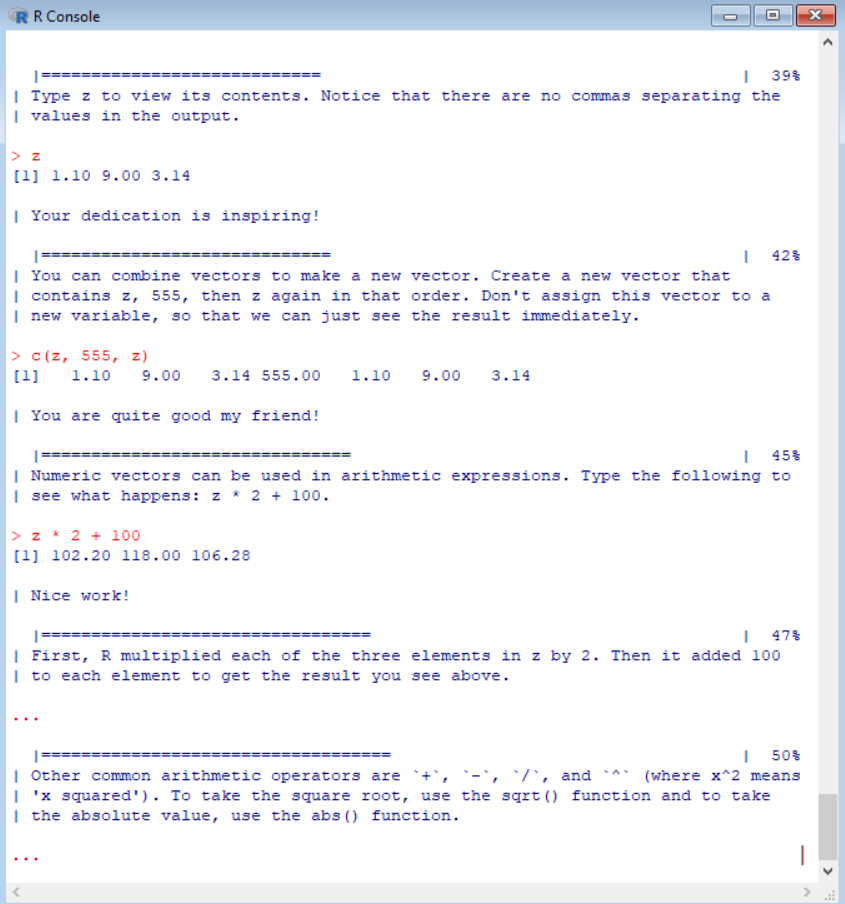 R Console
|============================ | 39%
| Type z to view its contents. Notice that there are no commas separating the
| values in the output.
> z
[1] 1.10 9.00 3.14
| Your dedication is inspiring!
|============================= | 42%
| You can combine vectors to make a new vector. Create a new vector that
| contains z, 555, then z again in that order. Don't assign this vector to a
| new variable, so that we can just see the result immediately.
> c(z, 555, z)
[1]   1.10   9.00   3.14 555.00   1.10   9.00   3.14
| You are quite good my friend!
|=============================== | 45%
| Numeric vectors can be used in arithmetic expressions. Type the following to
| see what happens: z * 2 + 100.
> z * 2 + 100
[1] 102.20 118.00 106.28
| Nice work!
|================================= | 47%
| First, R multiplied each of the three elements in z by 2. Then it added 100
| to each element to get the result you see above.
...
|=================================== | 50%
| Other common arithmetic operators are `+`, `-`, `/`, and `^` (where x^2 means
| 'x squared'). To take the square root, use the sqrt() function and to take
| the absolute value, use the abs() function.
...